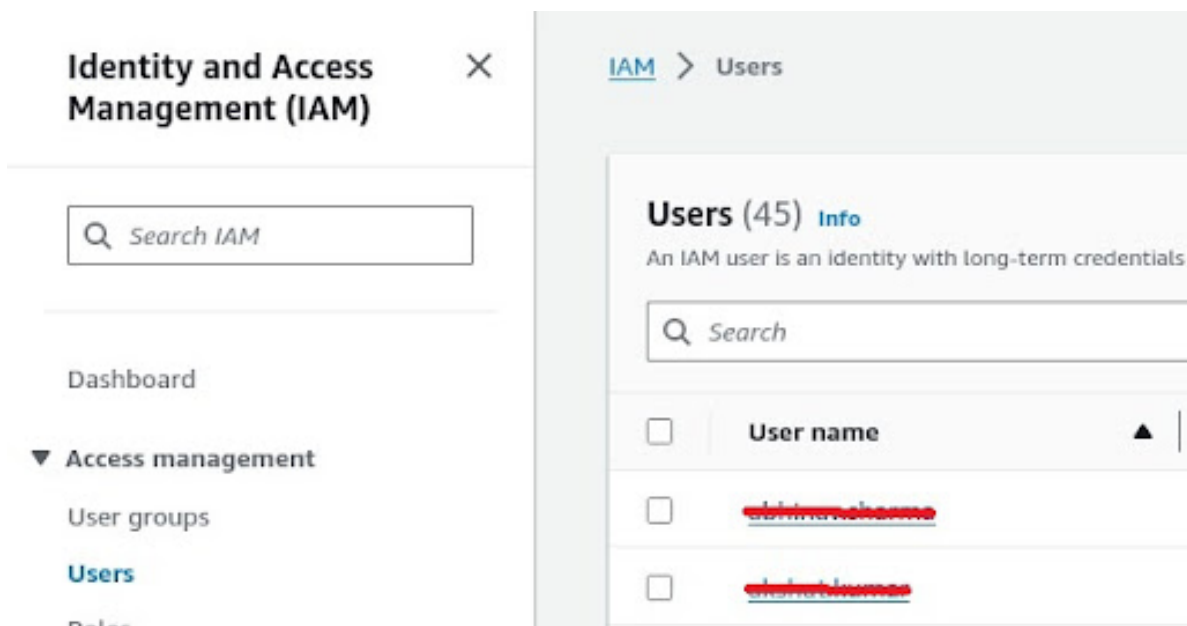 Identity and Access
Management (IAM)
Search IAM
Dashboard
Access management
User groups
Users
IAM > Users
Users (45) Info
An IAM user is an identity with long-term credentials
Search
User name